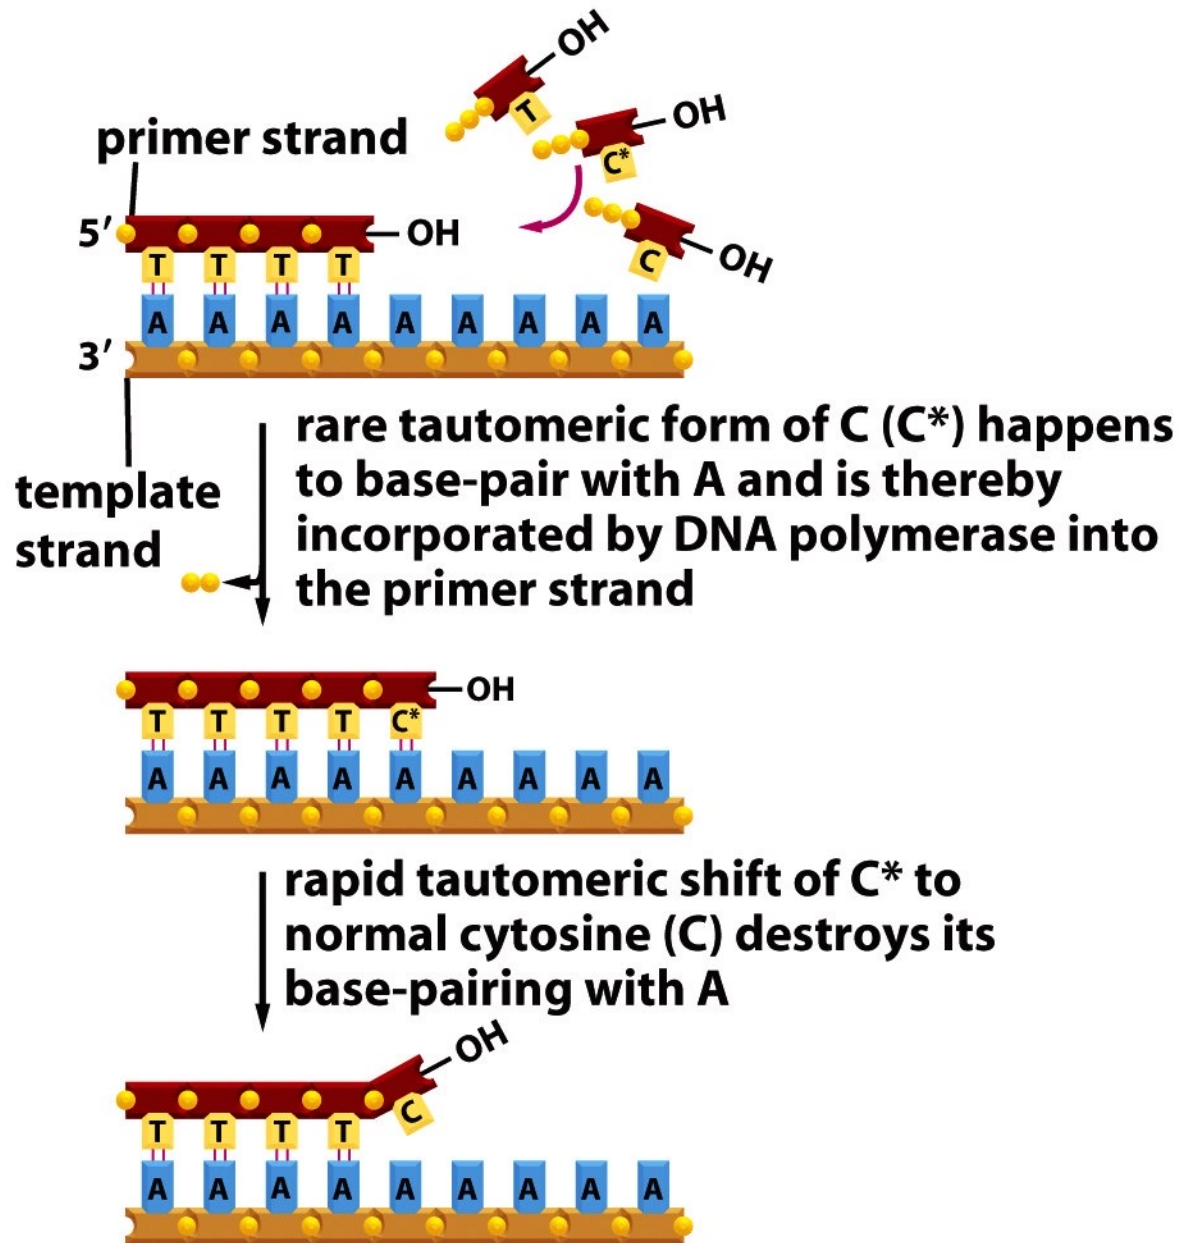 OH
T
primer strand
OH
C*
5′
OH
C
OH
T T T T
A A A A A A A A A
3′
rare tautomeric form of C (C*) happens
to base-pair with A and is thereby
incorporated by DNA polymerase into
the primer strand
template
strand
OH
T T T T C*
A A A A A A A A A
rapid tautomeric shift of C* to
normal cytosine (C) destroys its
base-pairing with A
OH
C
T T T T
A A A A A A A A A